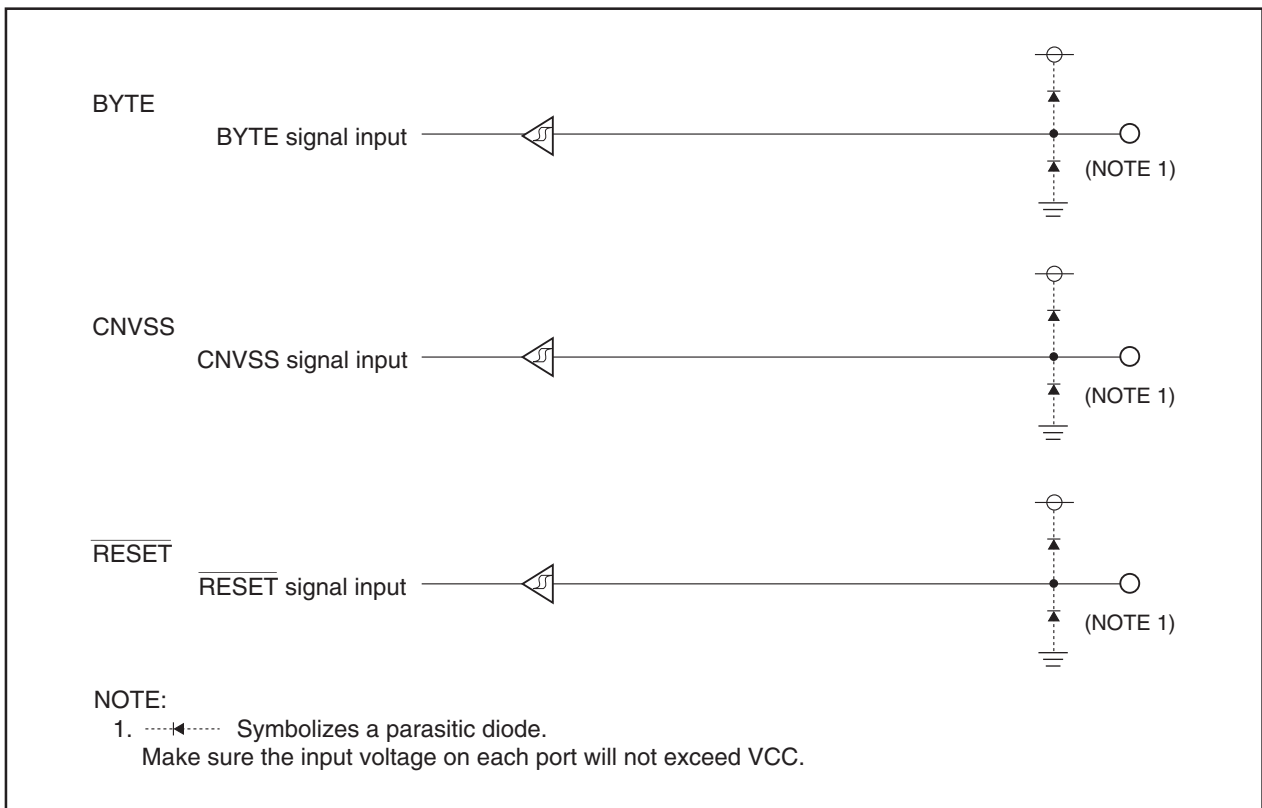 BYTE
BYTE signal input
(NOTE 1)
CNVSS
CNVSS signal input
(NOTE 1)
RESET
RESET signal input
(NOTE 1)
NOTE:
1. Symbolizes a parasitic diode.
Make sure the input voltage on each port will not exceed VCC.